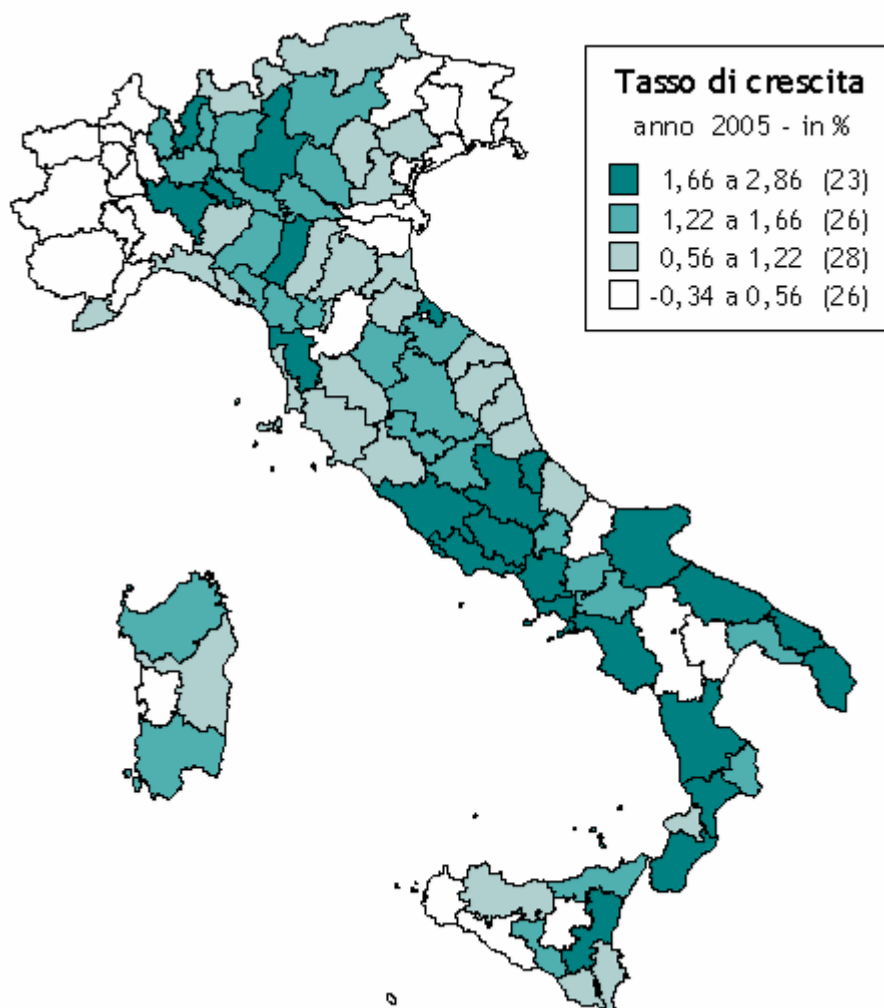 Tasso di crescita
anno 2005 - in %
1,66 a 2,86 (23)
1,22 a 1,66 (26)
0,56 a 1,22 (28)
-0,34 a 0,56 (26)